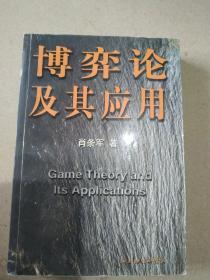 博弈论
及其应用
肖条军 著
Game Theory and
Its Applications